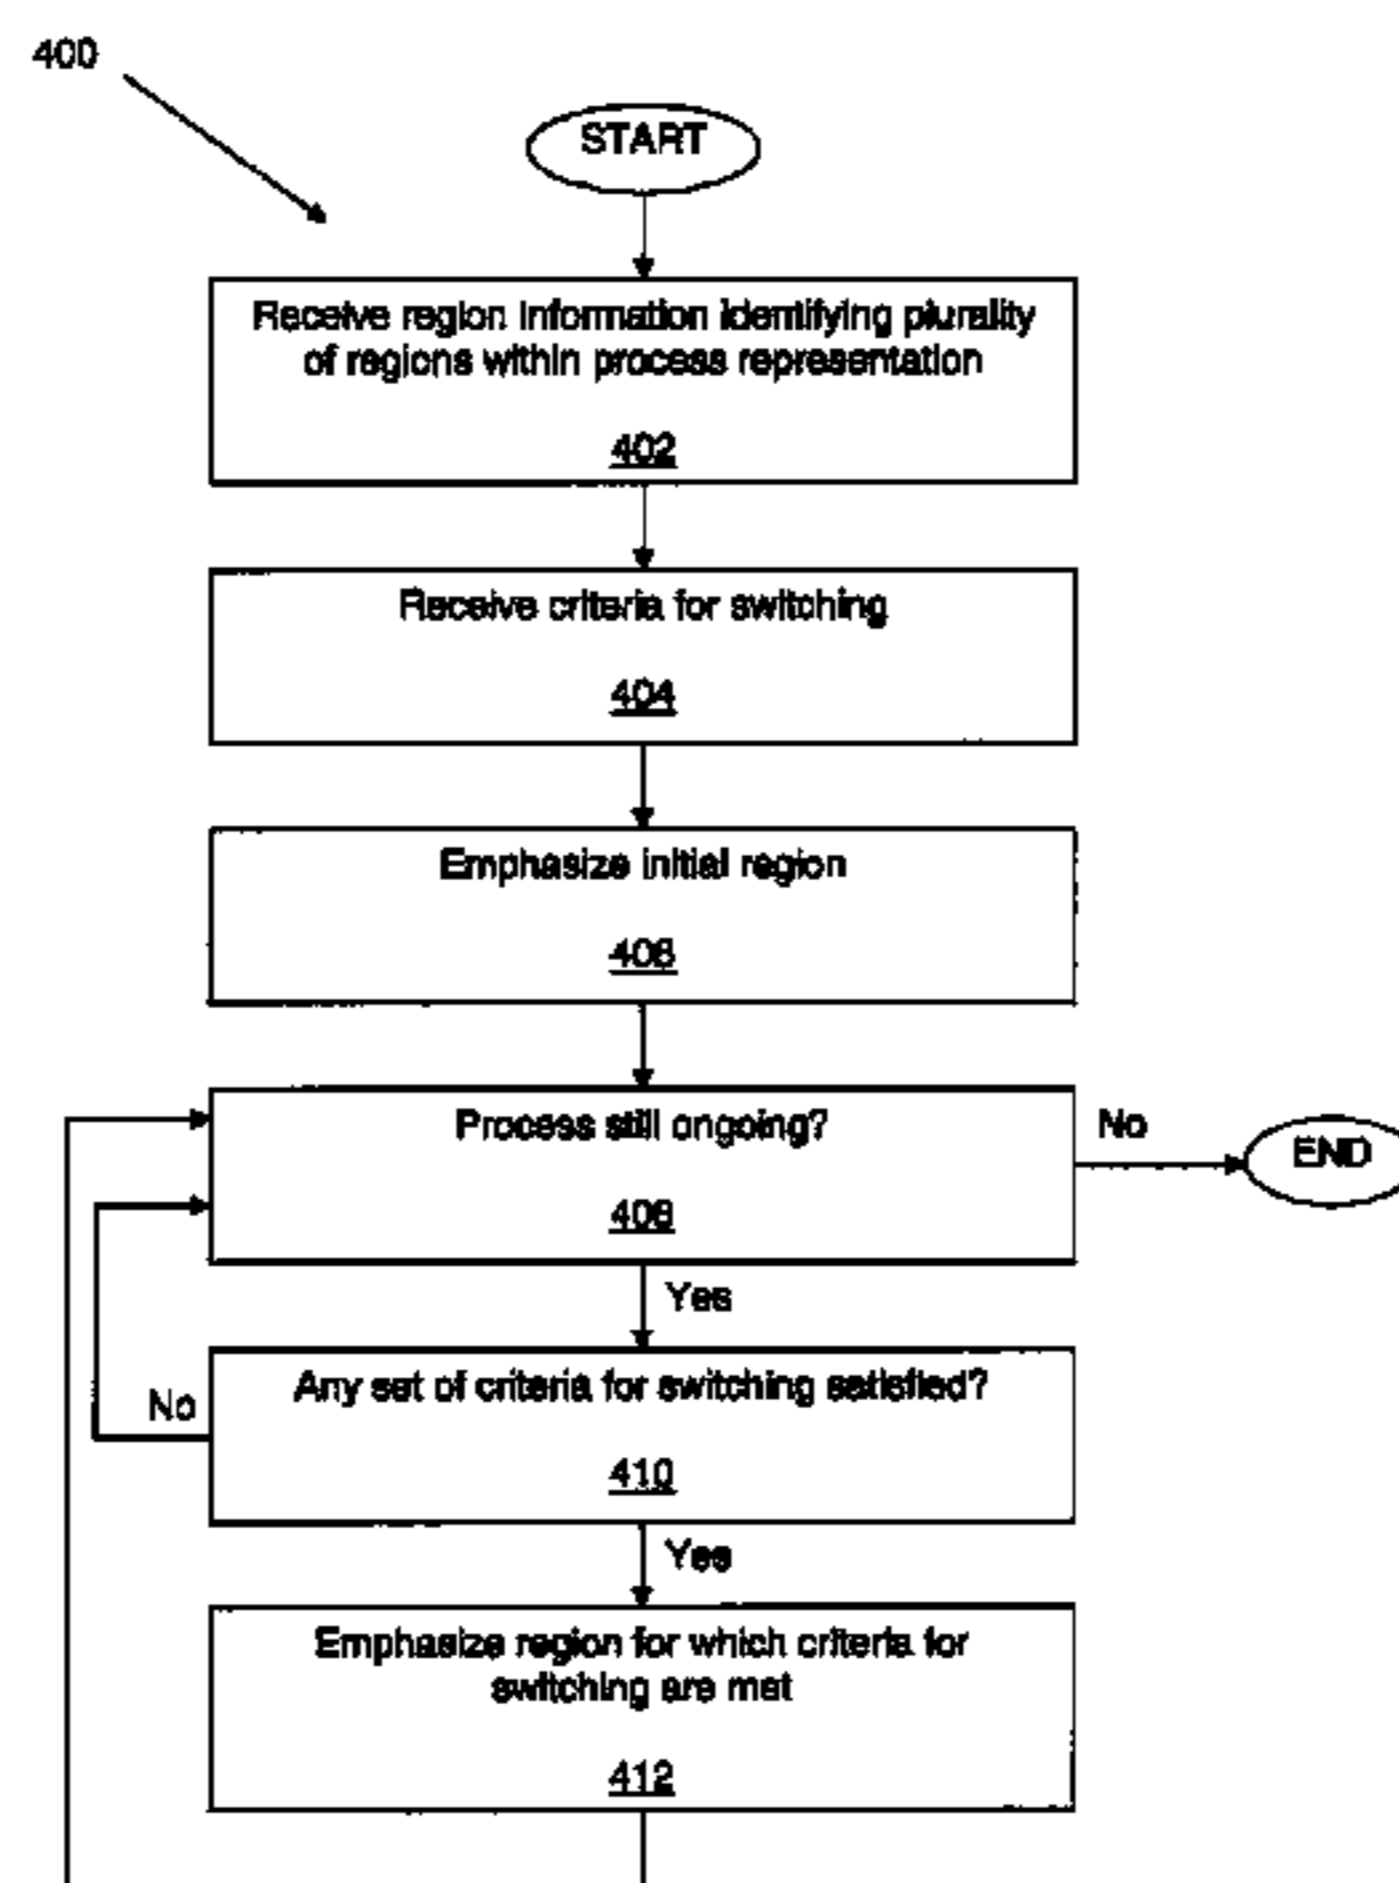 400
START
Receive region information identifying plurality
of regions within process representation
402
Receive criteria for switching
404
Emphasize initial region
406
Process still ongoing?
No
END
408
Yes
Any set of criteria for switching satisfied?
No
410
Yes
Emphasize region for which criteria for
switching are met
412